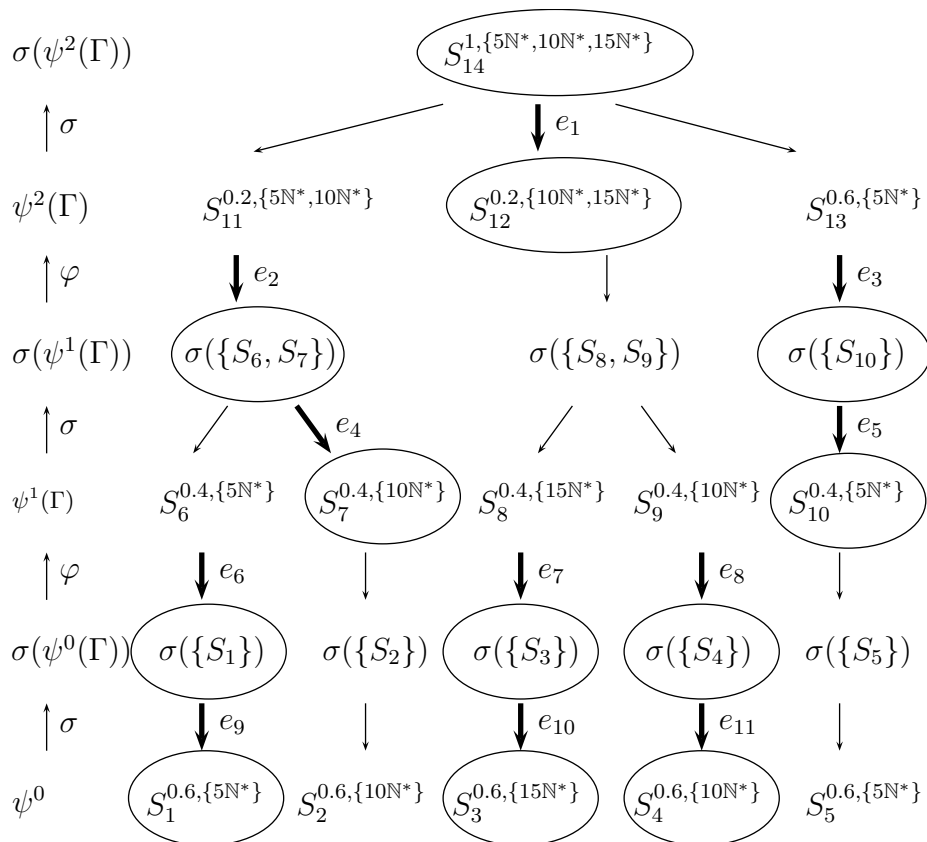 σ(ψ²(Γ)) S₁₄^{1,{5ℕ*,10ℕ*,15ℕ*}}
σ e₁
ψ²(Γ) S₁₁^{0.2,{5ℕ*,10ℕ*}} S₁₂^{0.2,{10ℕ*,15ℕ*}} S₁₃^{0.6,{5ℕ*}}
φ e₂ e₃
σ(ψ¹(Γ)) σ({S₆, S₇}) σ({S₈, S₉}) σ({S₁₀})
σ e₄ e₅
ψ¹(Γ) S₆^{0.4,{5ℕ*}} S₇^{0.4,{10ℕ*}} S₈^{0.4,{15ℕ*}} S₉^{0.4,{10ℕ*}} S₁₀^{0.4,{5ℕ*}}
φ e₆ e₇ e₈
σ(ψ⁰(Γ)) σ({S₁}) σ({S₂}) σ({S₃}) σ({S₄}) σ({S₅})
σ e₉ e₁₀ e₁₁
ψ⁰ S₁^{0.6,{5ℕ*}} S₂^{0.6,{10ℕ*}} S₃^{0.6,{15ℕ*}} S₄^{0.6,{10ℕ*}} S₅^{0.6,{5ℕ*}}